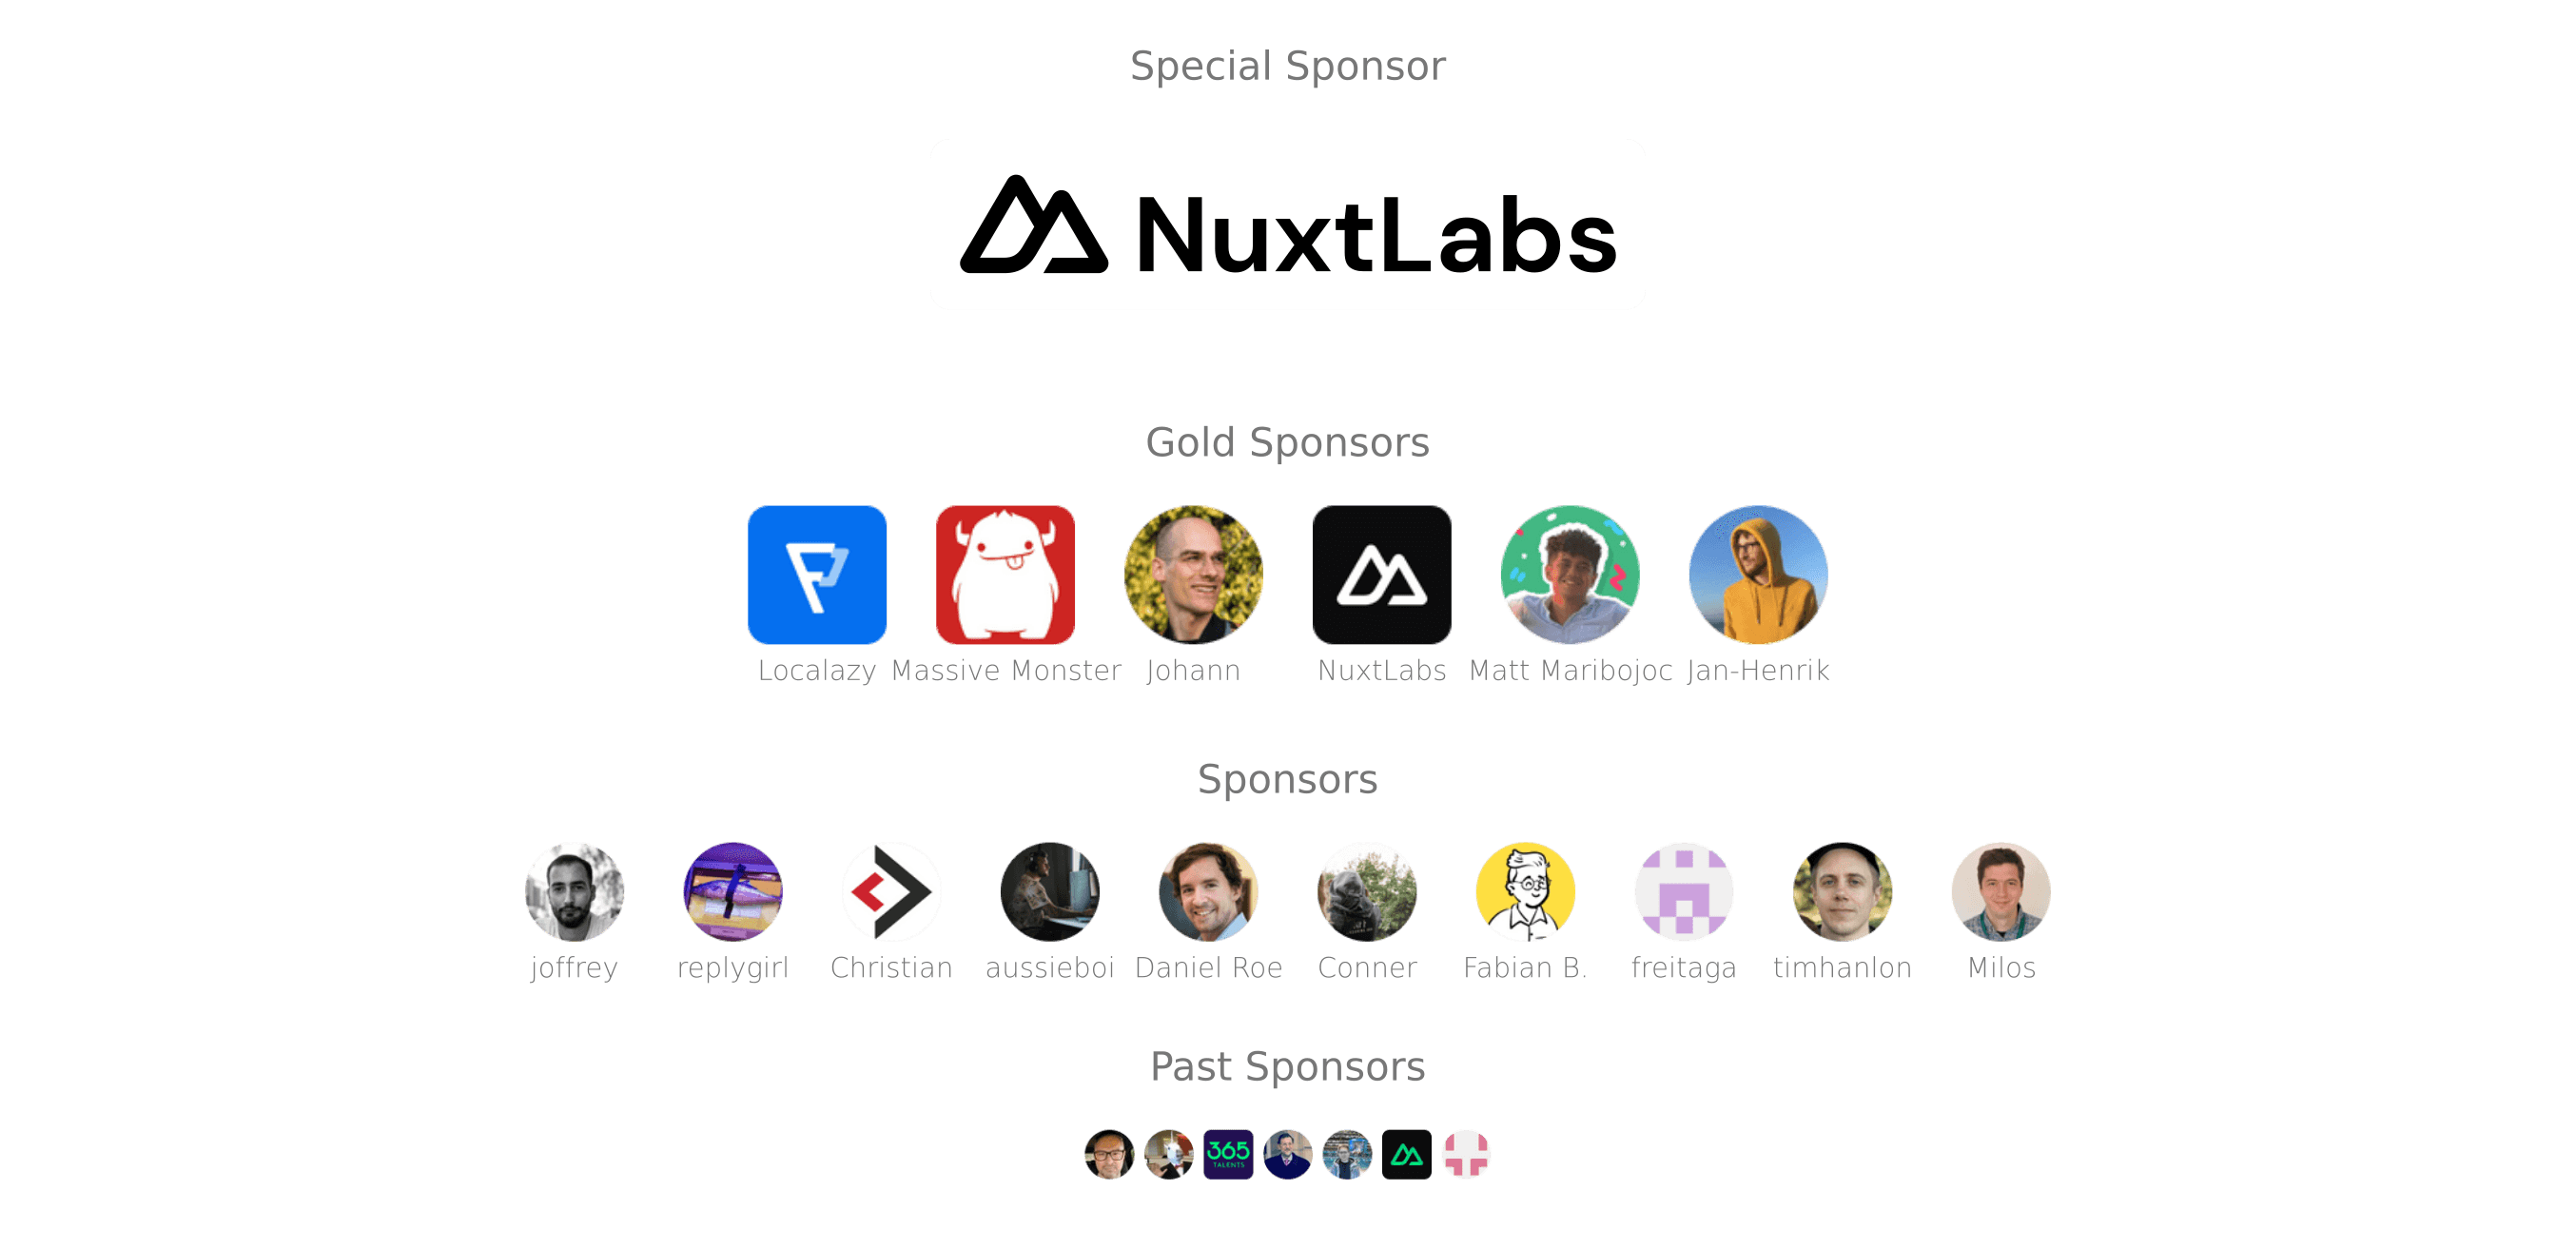 Special Sponsor
NuxtLabs
Gold Sponsors
Localazy Massive Monster Johann NuxtLabs Matt Maribojoc Jan-Henrik
Sponsors
joffrey replygirl Christian aussieboi Daniel Roe Conner Fabian B. freitaga timhanlon Milos
Past Sponsors
365
TALENTS